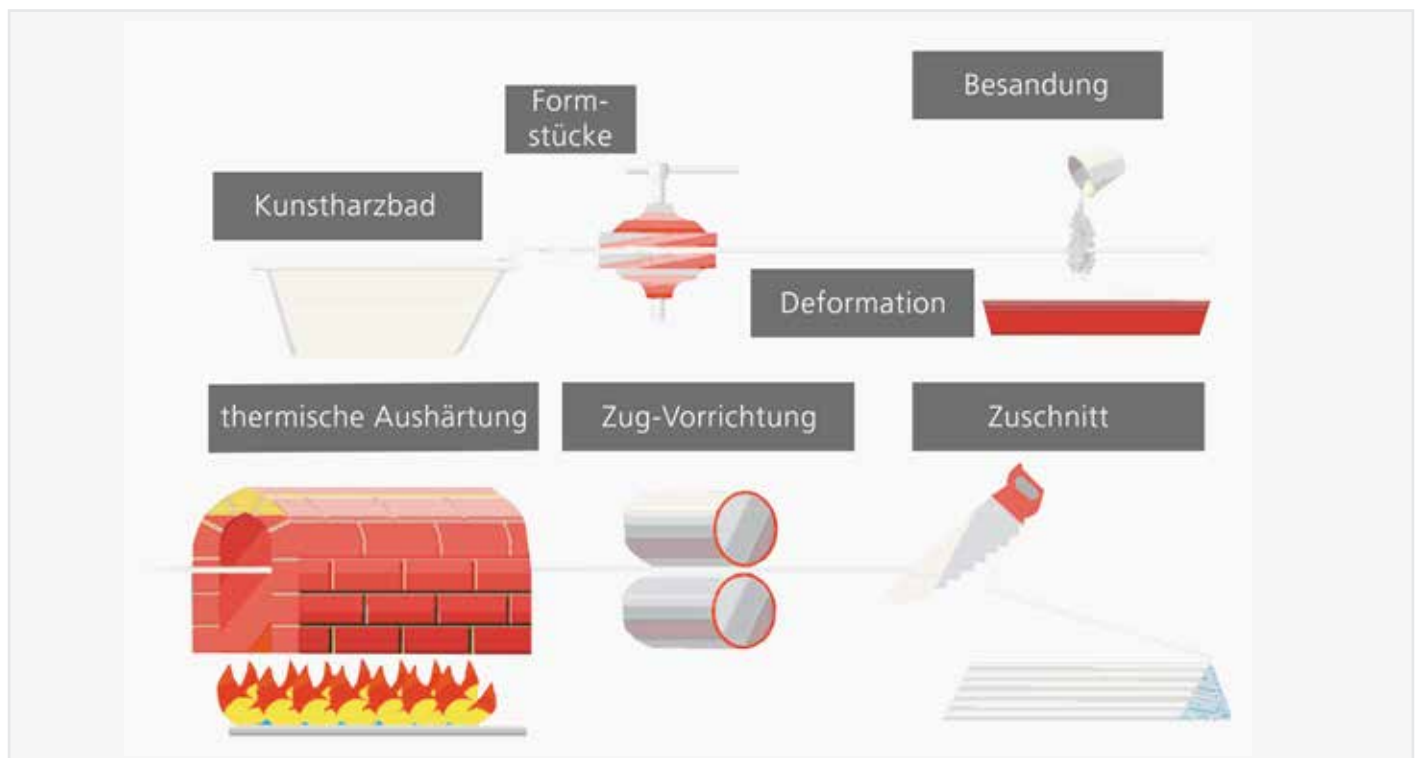 Besandung
Form-
stücke
Kunstharzbad
Deformation
thermische Aushärtung
Zug-Vorrichtung
Zuschnitt